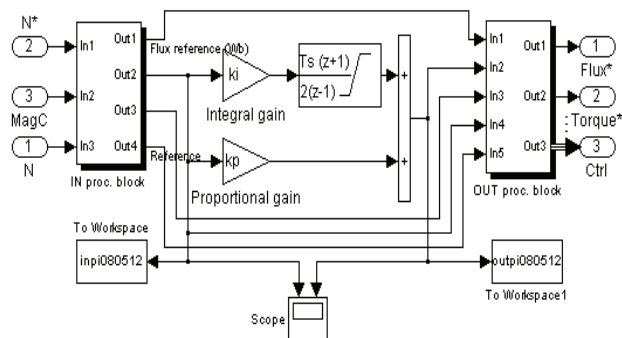 N*
2
In1
Out1
Flux reference (Wb)
Out2
ki
Integral gain
Ts (z+1)
2(z-1)
+
In1
Out1
1
Flux*
In2
3
MagC
In2
Out3
In3
Out2
2
Torque*
1
N
In3
Out4
Reference
kp
Proportional gain
+
In4
In5
Out3
3
Ctrl
IN proc. block
OUT proc. block
To Workspace
inpi080512
Scope
outpi080512
To Workspace1